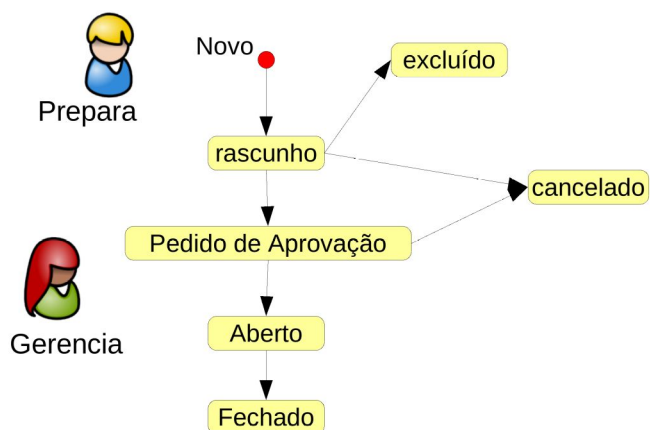 Novo
excluído
Prepara
rascunho
cancelado
Pedido de Aprovação
Aberto
Gerencia
Fechado